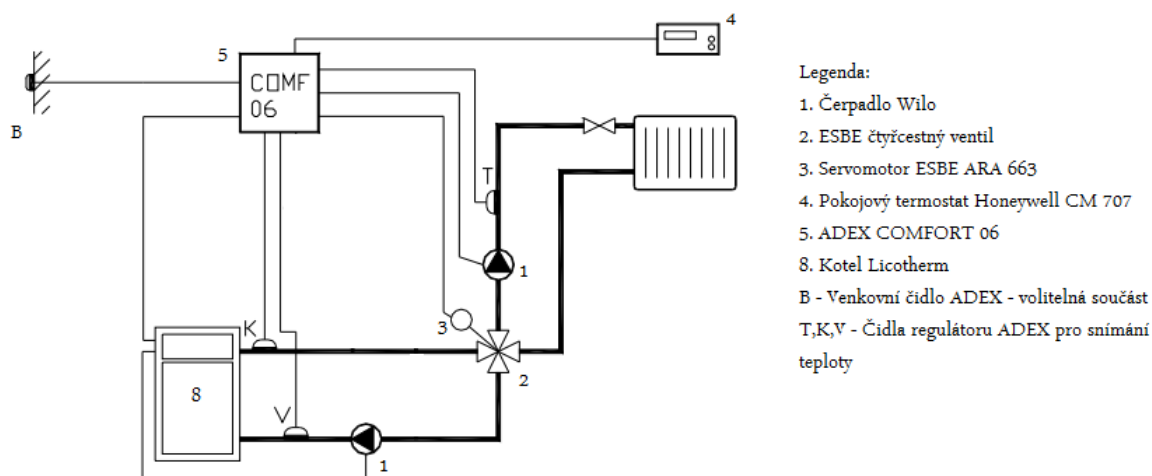 4
5
COMF
06
B
T
1
3
2
K
8
V
1
Legenda:
1. Čerpadlo Wilo
2. ESBE čtyřcestný ventil
3. Servomotor ESBE ARA 663
4. Pokojový termostat Honeywell CM 707
5. ADEX COMFORT 06
8. Kotel Licotherm
B - Venkovní čidlo ADEX - volitelná součást
T,K,V - Čidla regulátoru ADEX pro snímání
teploty